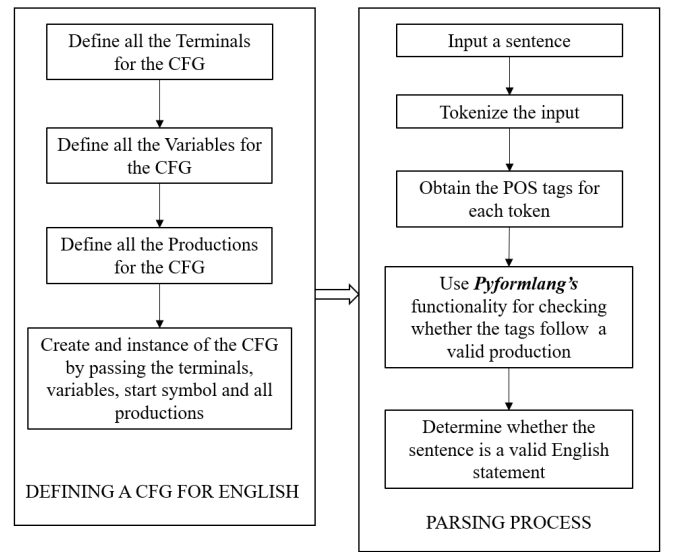 Define all the Terminals
for the CFG
Define all the Variables for
the CFG
Define all the Productions
for the CFG
Create and instance of the CFG
by passing the terminals,
variables, start symbol and all
productions
DEFINING A CFG FOR ENGLISH
Input a sentence
Tokenize the input
Obtain the POS tags for
each token
Use Pyformlang's
functionality for checking
whether the tags follow a
valid production
Determine whether the
sentence is a valid English
statement
PARSING PROCESS